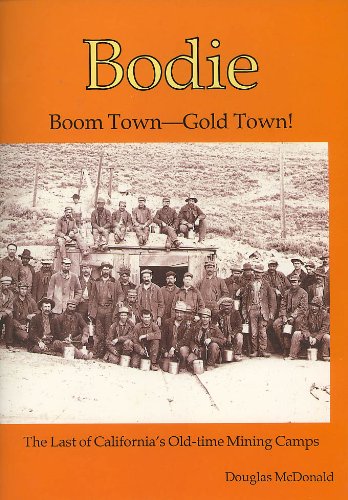 Bodie
Boom Town—Gold Town!
The Last of California's Old-time Mining Camps
Douglas McDonald